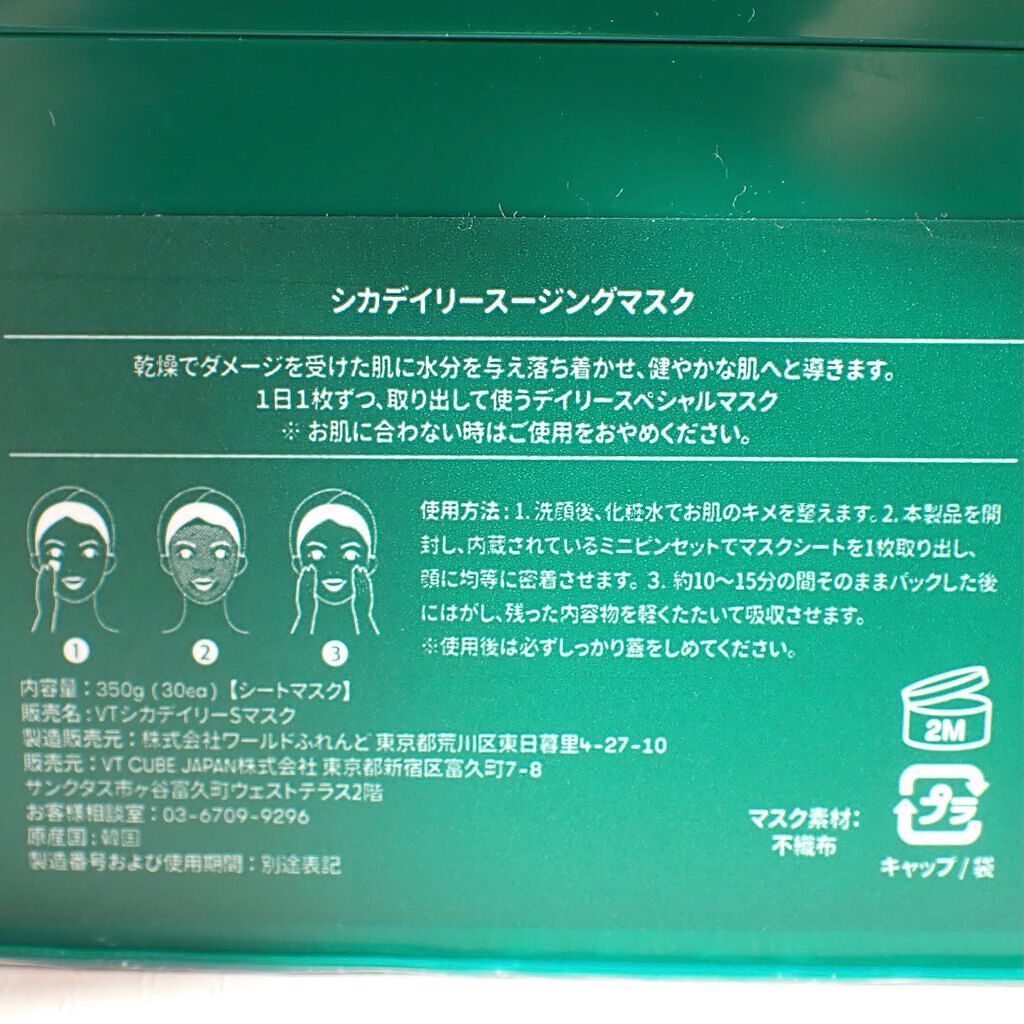 シカデイリースージングマスク
乾燥でダメージを受けた肌に水分を与え落ち着かせ、健やかな肌へと導きます。
1日1枚ずつ、取り出して使うデイリースペシャルマスク
※ お肌に合わない時はご使用をおやめください。
使用方法：1. 洗顔後、化粧水でお肌のキメを整えます。2. 本製品を開
封し、内蔵されているミニピンセットでマスクシートを1枚取り出し、
顔に均等に密着させます。3. 約10〜15分の間そのままパックした後
にはがし、残った内容物を軽くたたいて吸収させます。
※使用後は必ずしっかり蓋をしめてください。
1 2 3
内容量：350g (30ea)【シートマスク】
販売名：VTシカデイリーSマスク
製造販売元：株式会社ワールドふれんど 東京都荒川区東日暮里4-27-10
販売元：VT CUBE JAPAN株式会社 東京都新宿区富久町7-8
サンクタス市ヶ谷富久町ウェストテラス2階
お客様相談室：03-6709-9296
原産国：韓国
製造番号および使用期間：別途表記
2M
マスク素材：
不織布
プラ
キャップ / 袋